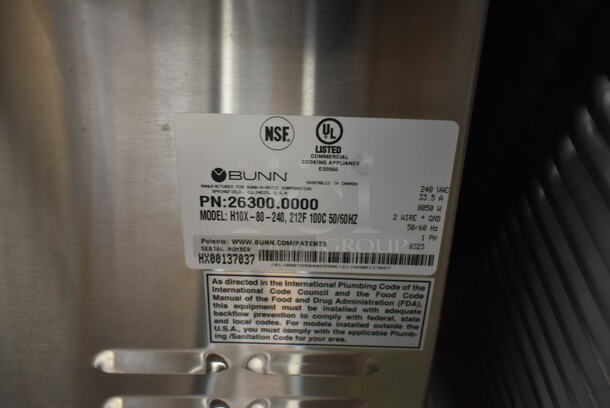 NSF
UL
LISTED
COMMERCIAL
COOKING APPLIANCE
E32066
BUNN
MANUFACTURED FOR BUNN-O-MATIC CORPORATION
SPRINGFIELD, ILLINOIS, U.S.A.
ASSEMBLED IN CANADA
PN:26300.0000
MODEL: H10X-80-240, 212F 100C 50/60HZ
240 VAC
33.5 A
8050 W
2 WIRE + GND
50/60 Hz
1 PH
Patents: WWW.BUNN.COM/PATENTS
0323
SERIAL NUMBER
HX00137037
GROUP
As directed in the International Plumbing Code of the
International Code Council and the Food Code
Manual of the Food and Drug Administration (FDA),
this equipment must be installed with adequate
backflow prevention to comply with federal, state
and local codes. For models installed outside the
U.S.A., you must comply with the applicable Plumb-
ing /Sanitation Code for your area.